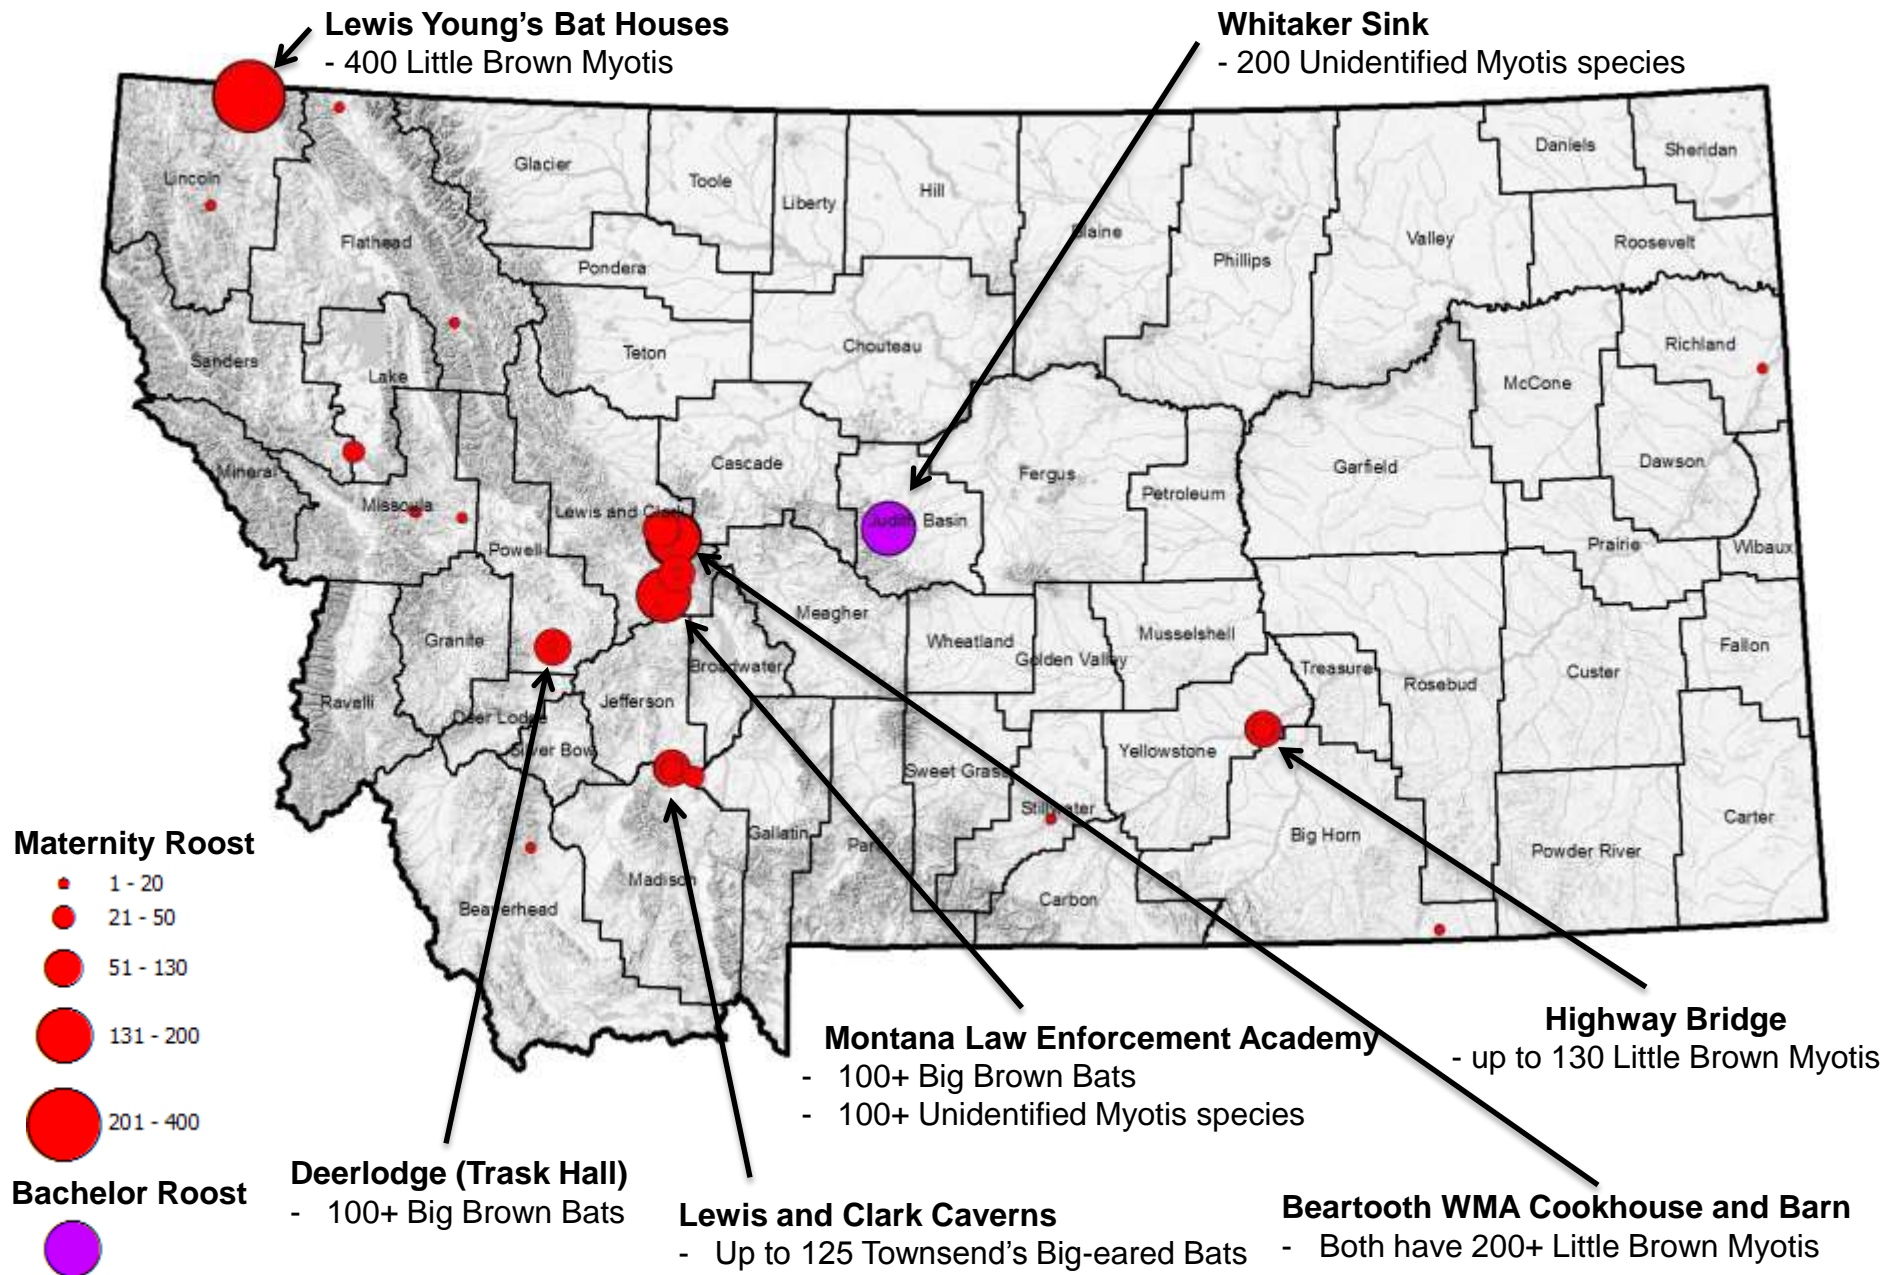 Lewis Young’s Bat Houses
- 400 Little Brown Myotis
Whitaker Sink
- 200 Unidentified Myotis species
Daniels
Sheridan
Glacier
Toole
Liberty
Hill
Blaine
Phillips
Valley
Roosevelt
Lincoln
Flathead
Pondera
Teton
Chouteau
Richland
McCone
Sanders
Lake
Mineral
Missoula
Powell
Lewis and Clark
Cascade
Judith Basin
Fergus
Petroleum
Garfield
Dawson
Prairie
Wibaux
Granite
Ravelli
Deer Lodge
Silver Bow
Jefferson
Broadwater
Meagher
Wheatland
Golden Valley
Musselshell
Treasure
Rosebud
Custer
Fallon
Yellowstone
Sweet Grass
Stillwater
Big Horn
Carter
Powder River
Carbon
Park
Gallatin
Madison
Beaverhead
Maternity Roost
1 - 20
21 - 50
51 - 130
131 - 200
201 - 400
Bachelor Roost
Deerlodge (Trask Hall)
- 100+ Big Brown Bats
Lewis and Clark Caverns
- Up to 125 Townsend’s Big-eared Bats
Montana Law Enforcement Academy
- 100+ Big Brown Bats
- 100+ Unidentified Myotis species
Highway Bridge
- up to 130 Little Brown Myotis
Beartooth WMA Cookhouse and Barn
- Both have 200+ Little Brown Myotis